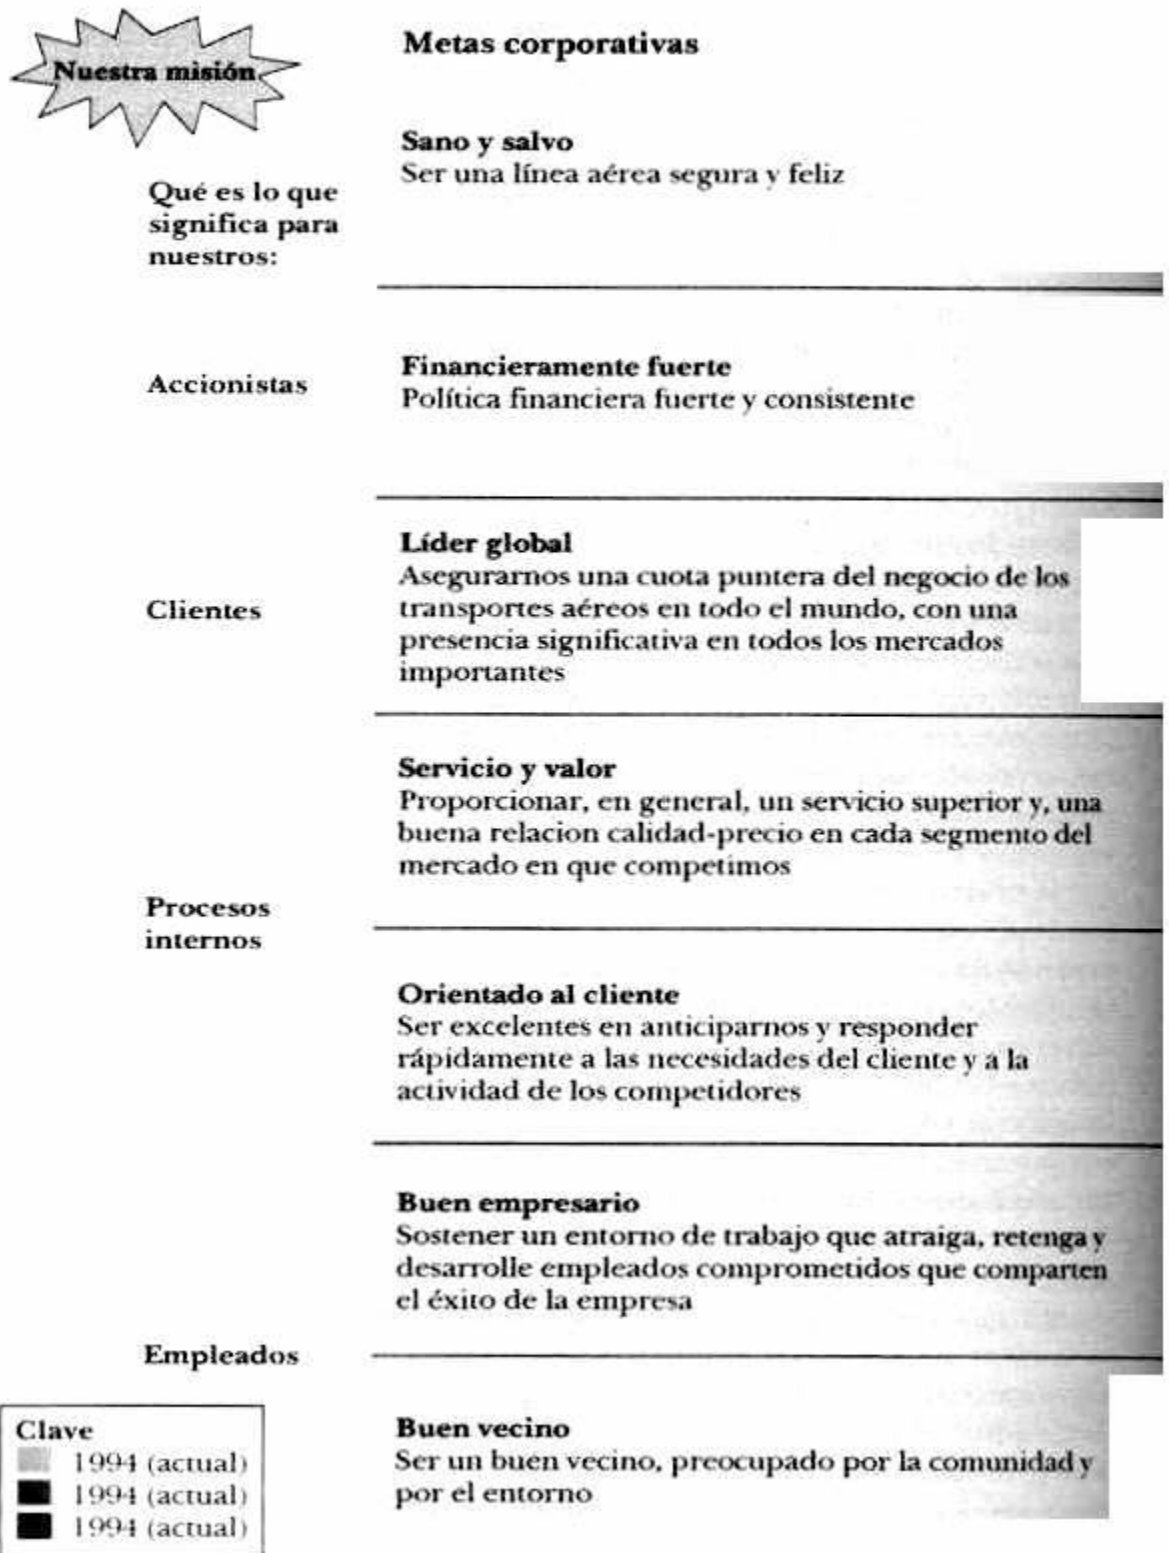 Nuestra misión
Metas corporativas
Sano y salvo
Ser una línea aérea segura y feliz
Qué es lo que
significa para
nuestros:
Accionistas
Financieramente fuerte
Política financiera fuerte y consistente
Clientes
Líder global
Asegurarnos una cuota puntera del negocio de los
transportes aéreos en todo el mundo, con una
presencia significativa en todos los mercados
importantes
Servicio y valor
Proporcionar, en general, un servicio superior y, una
buena relacion calidad-precio en cada segmento del
mercado en que competimos
Procesos
internos
Orientado al cliente
Ser excelentes en anticiparnos y responder
rápidamente a las necesidades del cliente y a la
actividad de los competidores
Buen empresario
Sostener un entorno de trabajo que atraiga, retenga y
desarrolle empleados comprometidos que comparten
el éxito de la empresa
Empleados
Buen vecino
Ser un buen vecino, preocupado por la comunidad y
por el entorno
Clave
1994 (actual)
1994 (actual)
1994 (actual)